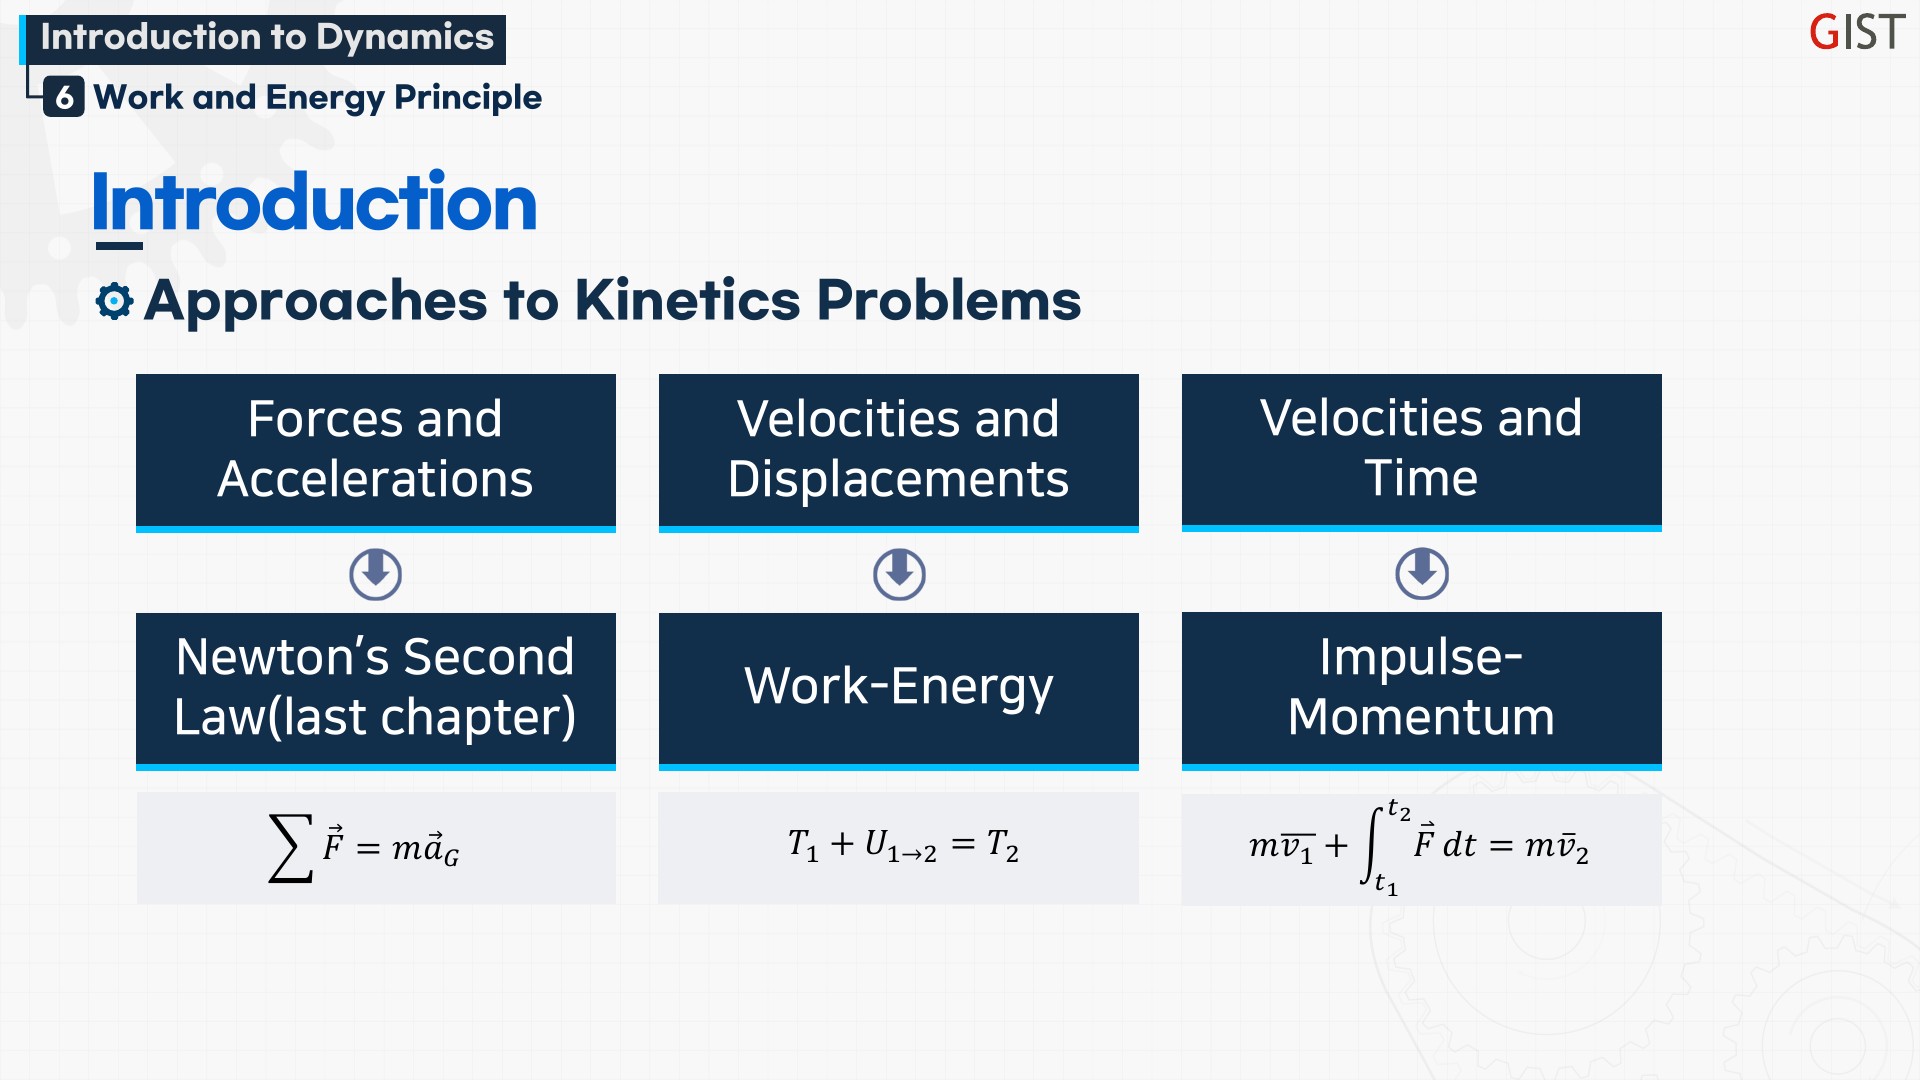 Introduction to Dynamics
GIST
6 Work and Energy Principle
Introduction
Approaches to Kinetics Problems
Forces and
Accelerations
Velocities and
Displacements
Velocities and
Time
Newton's Second
Law(last chapter)
Work-Energy
Impulse-
Momentum
∑ F⃗ = ma⃗_G
T₁ + U₁→₂ = T₂
mv̅₁ + ∫_{t₁}^{t₂} F⃗ dt = mv̅₂